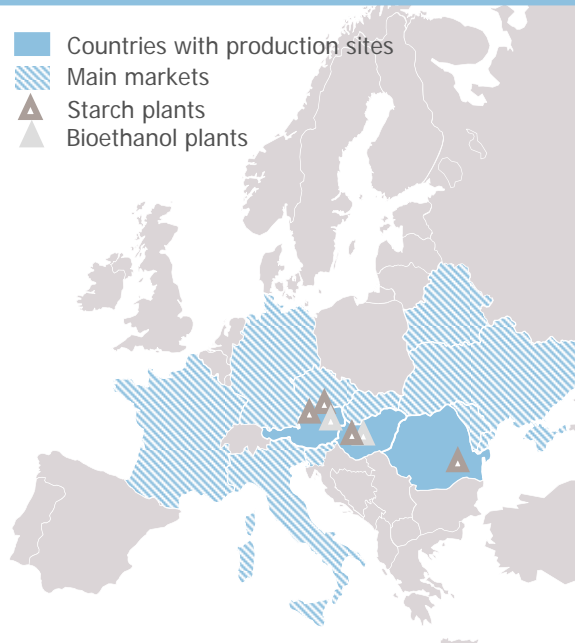 Countries with production sites
Main markets
Starch plants
Bioethanol plants